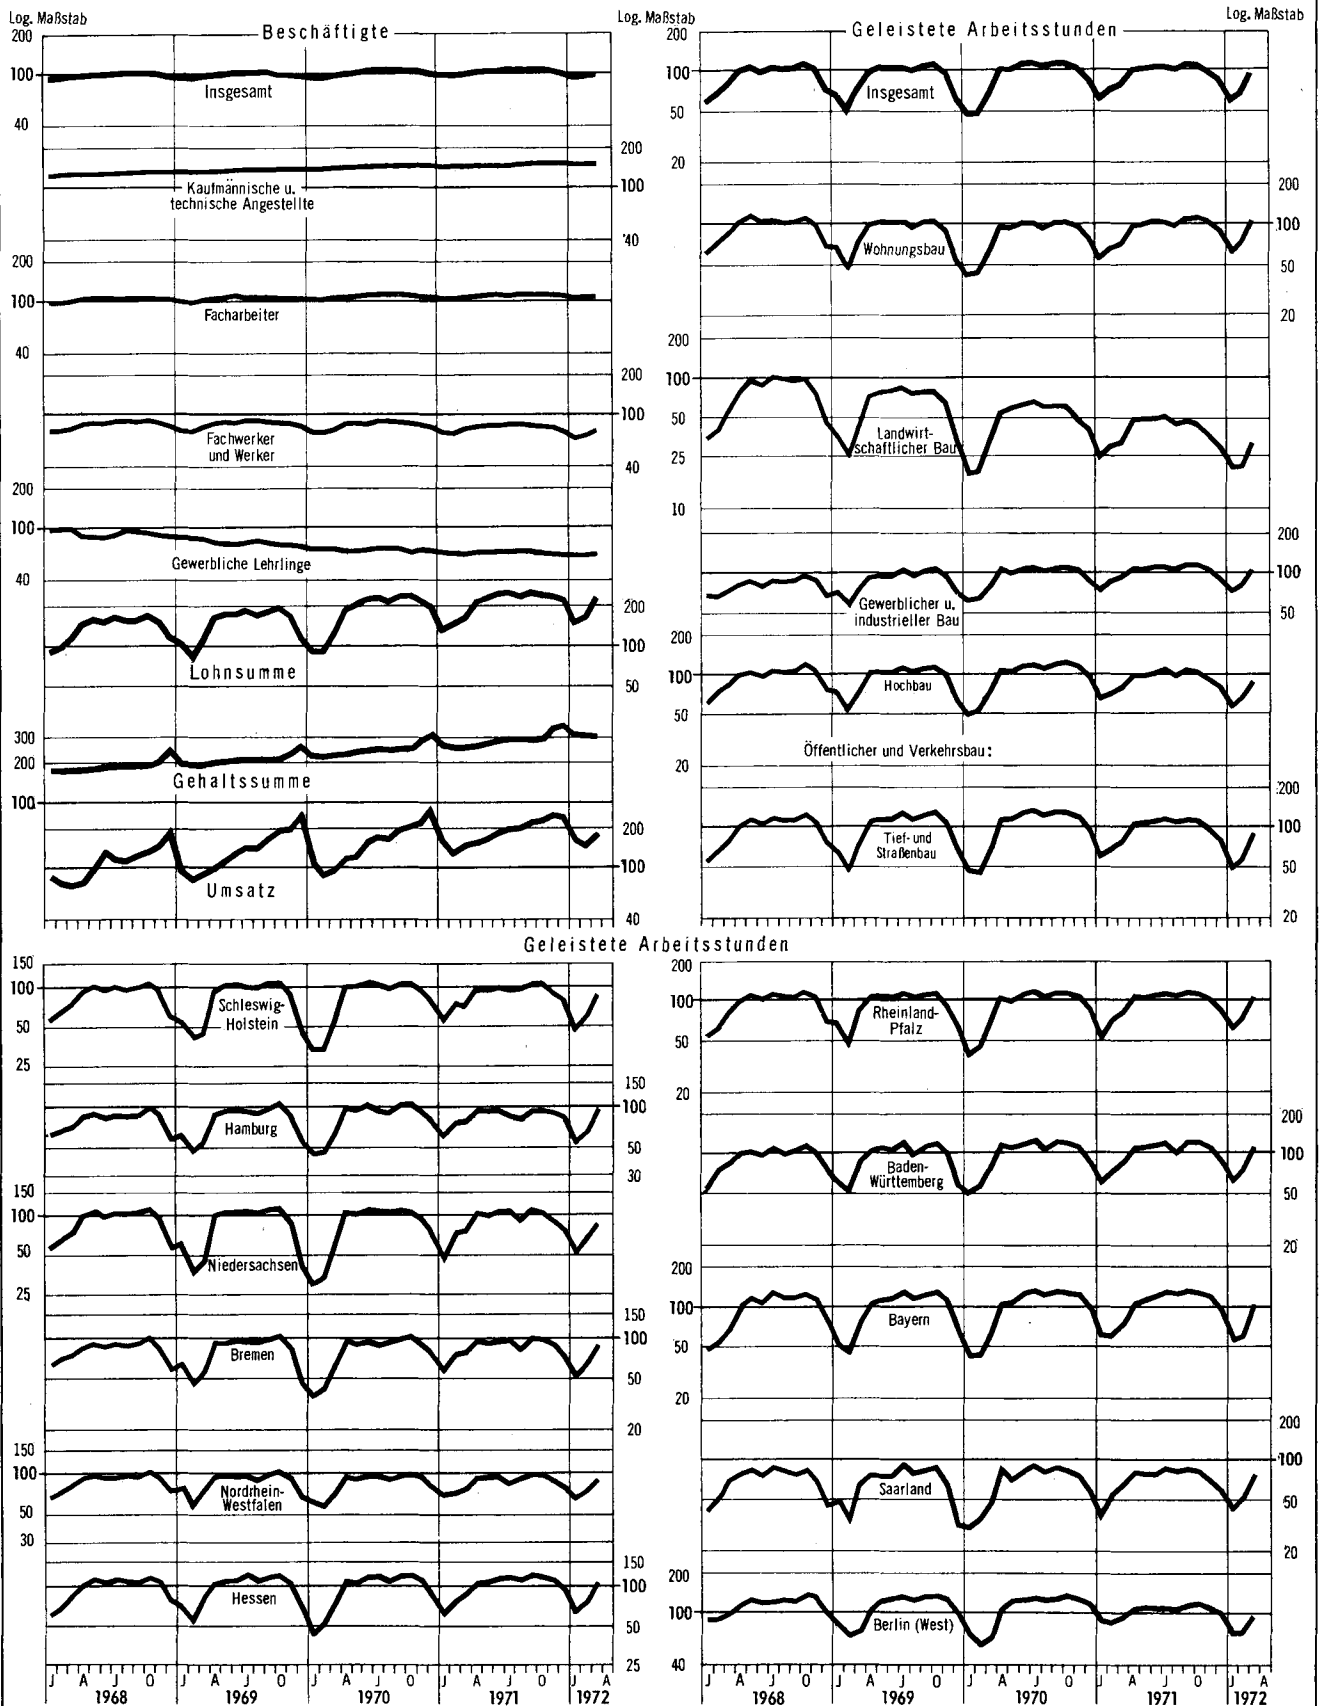 Log. Maßstab
Beschäftigte
Log. Maßstab
200
100
Insgesamt
40
200
100
Kaufmännische u.
technische Angestellte
40
200
100
Facharbeiter
40
200
100
Fachwerker
und Werker
40
200
100
Gewerbliche Lehrlinge
40
200
100
Lohnsumme
50
300
200
Gehaltssumme
100
200
100
Umsatz
40
Geleistete Arbeitsstunden
Log. Maßstab
200
100
Insgesamt
50
20
200
100
Wohnungsbau
50
20
200
100
50
Landwirt-
schaftlicher Bau
25
10
200
100
Gewerblicher u.
industrieller Bau
50
200
100
Hochbau
50
Öffentlicher und Verkehrsbau:
20
200
100
Tief- und
Straßenbau
50
20
Geleistete Arbeitsstunden
150
100
Schleswig-
Holstein
50
25
150
100
Hamburg
50
30
150
100
50
Niedersachsen
25
150
100
Bremen
50
20
150
100
Nordrhein-
Westfalen
50
30
150
100
Hessen
50
25
J A J O J A J O J A J O J A J O J A
1968 1969 1970 1971 1972
200
100
Rheinland-
Pfalz
50
20
200
100
Baden-
Württemberg
50
20
200
100
Bayern
50
20
200
100
Saarland
50
20
200
100
Berlin (West)
40
J A J O J A J O J A J O J A J O J A
1968 1969 1970 1971 1972